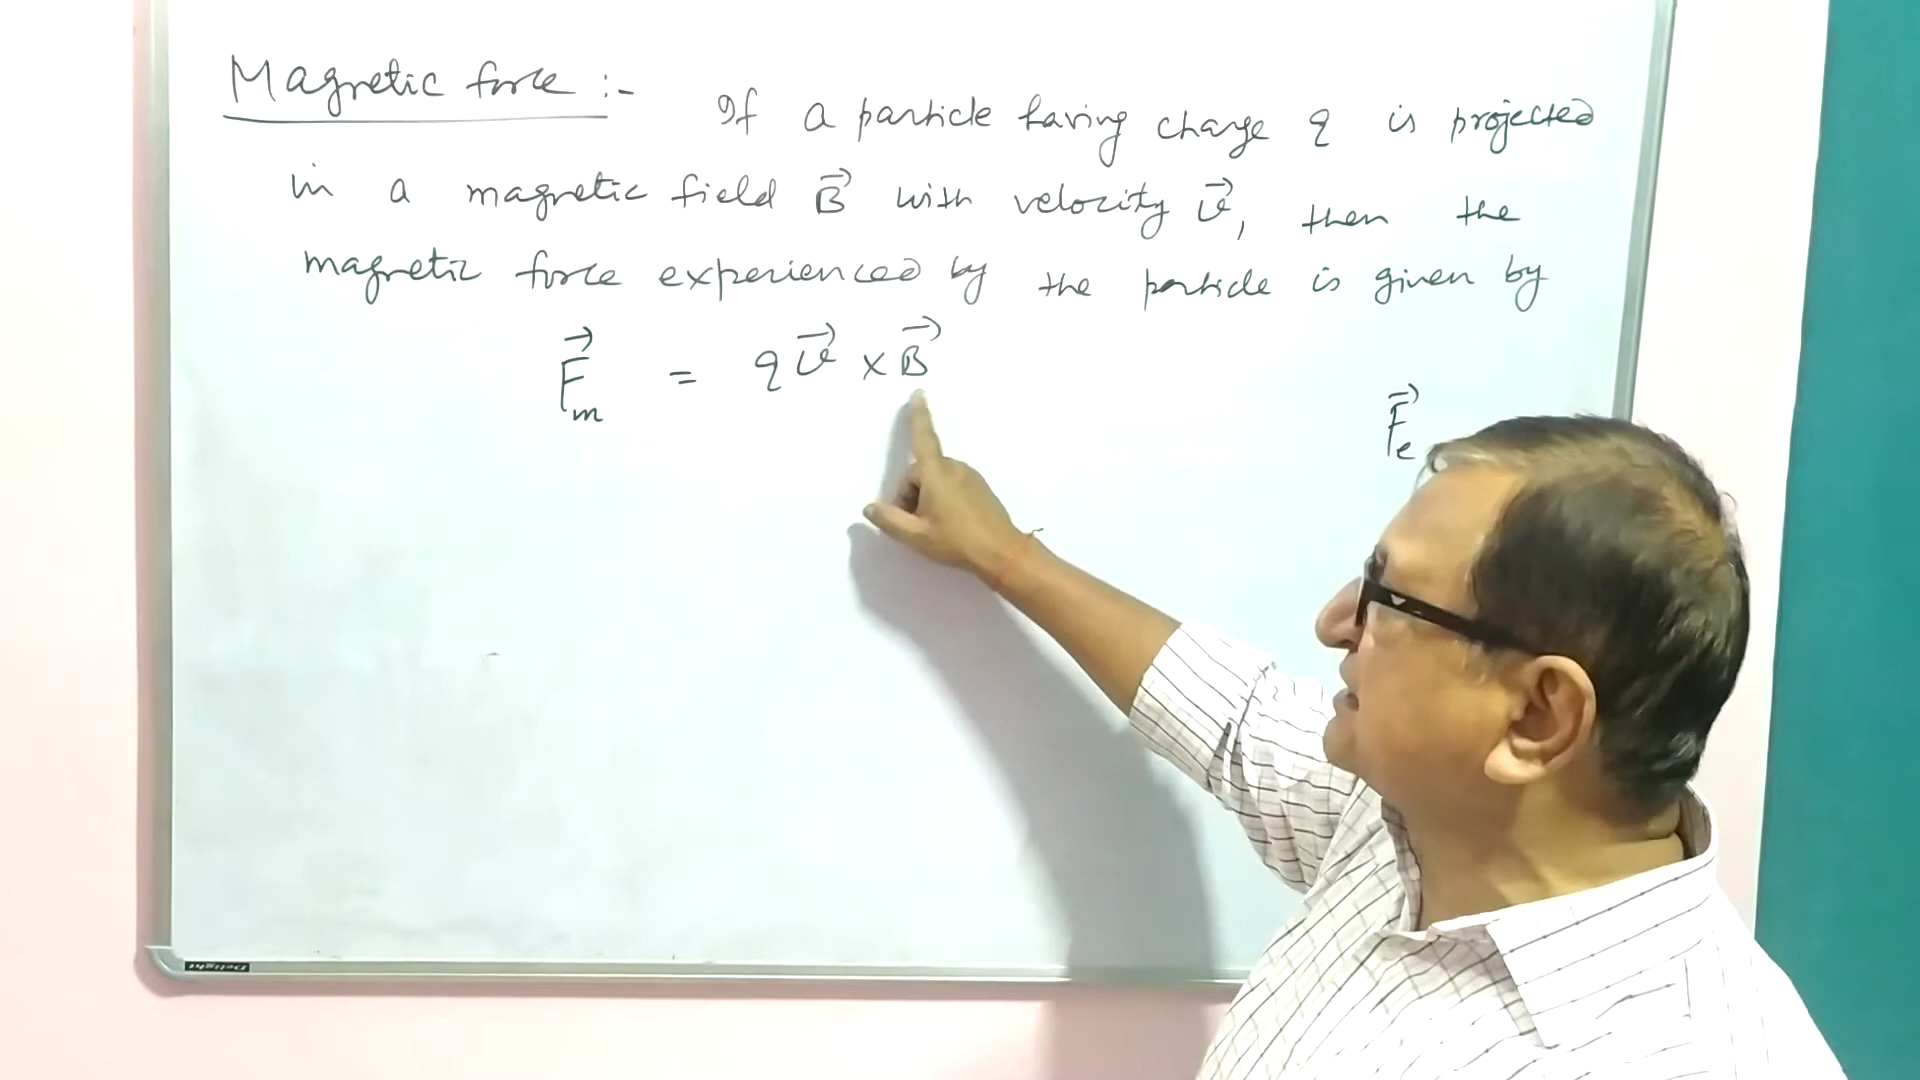 Magnetic force :- If a particle having charge q is projected
in a magnetic field B⃗ with velocity v⃗, then the
magnetic force experienced by the particle is given by
F⃗m = q v⃗ × B⃗
F⃗e